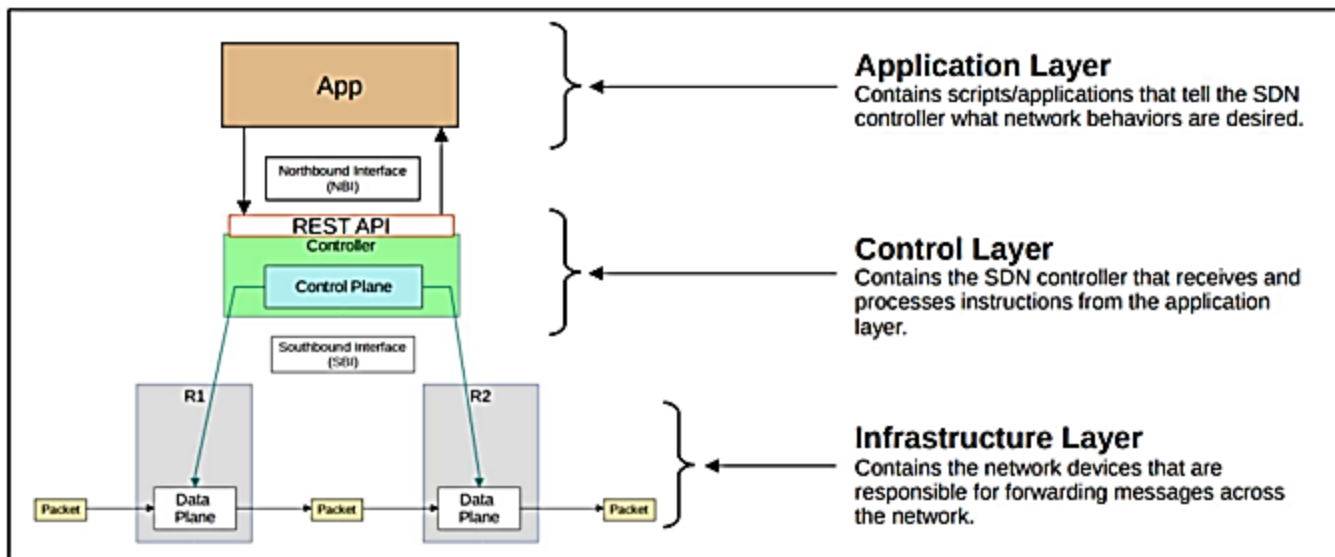 App
Application Layer
Contains scripts/applications that tell the SDN
controller what network behaviors are desired.
Northbound Interface
(NBI)
REST API
Controller
Control Plane
Control Layer
Contains the SDN controller that receives and
processes instructions from the application
layer.
Southbound Interface
(SBI)
R1
R2
Infrastructure Layer
Contains the network devices that are
responsible for forwarding messages across
the network.
Packet
Data
Plane
Packet
Data
Plane
Packet